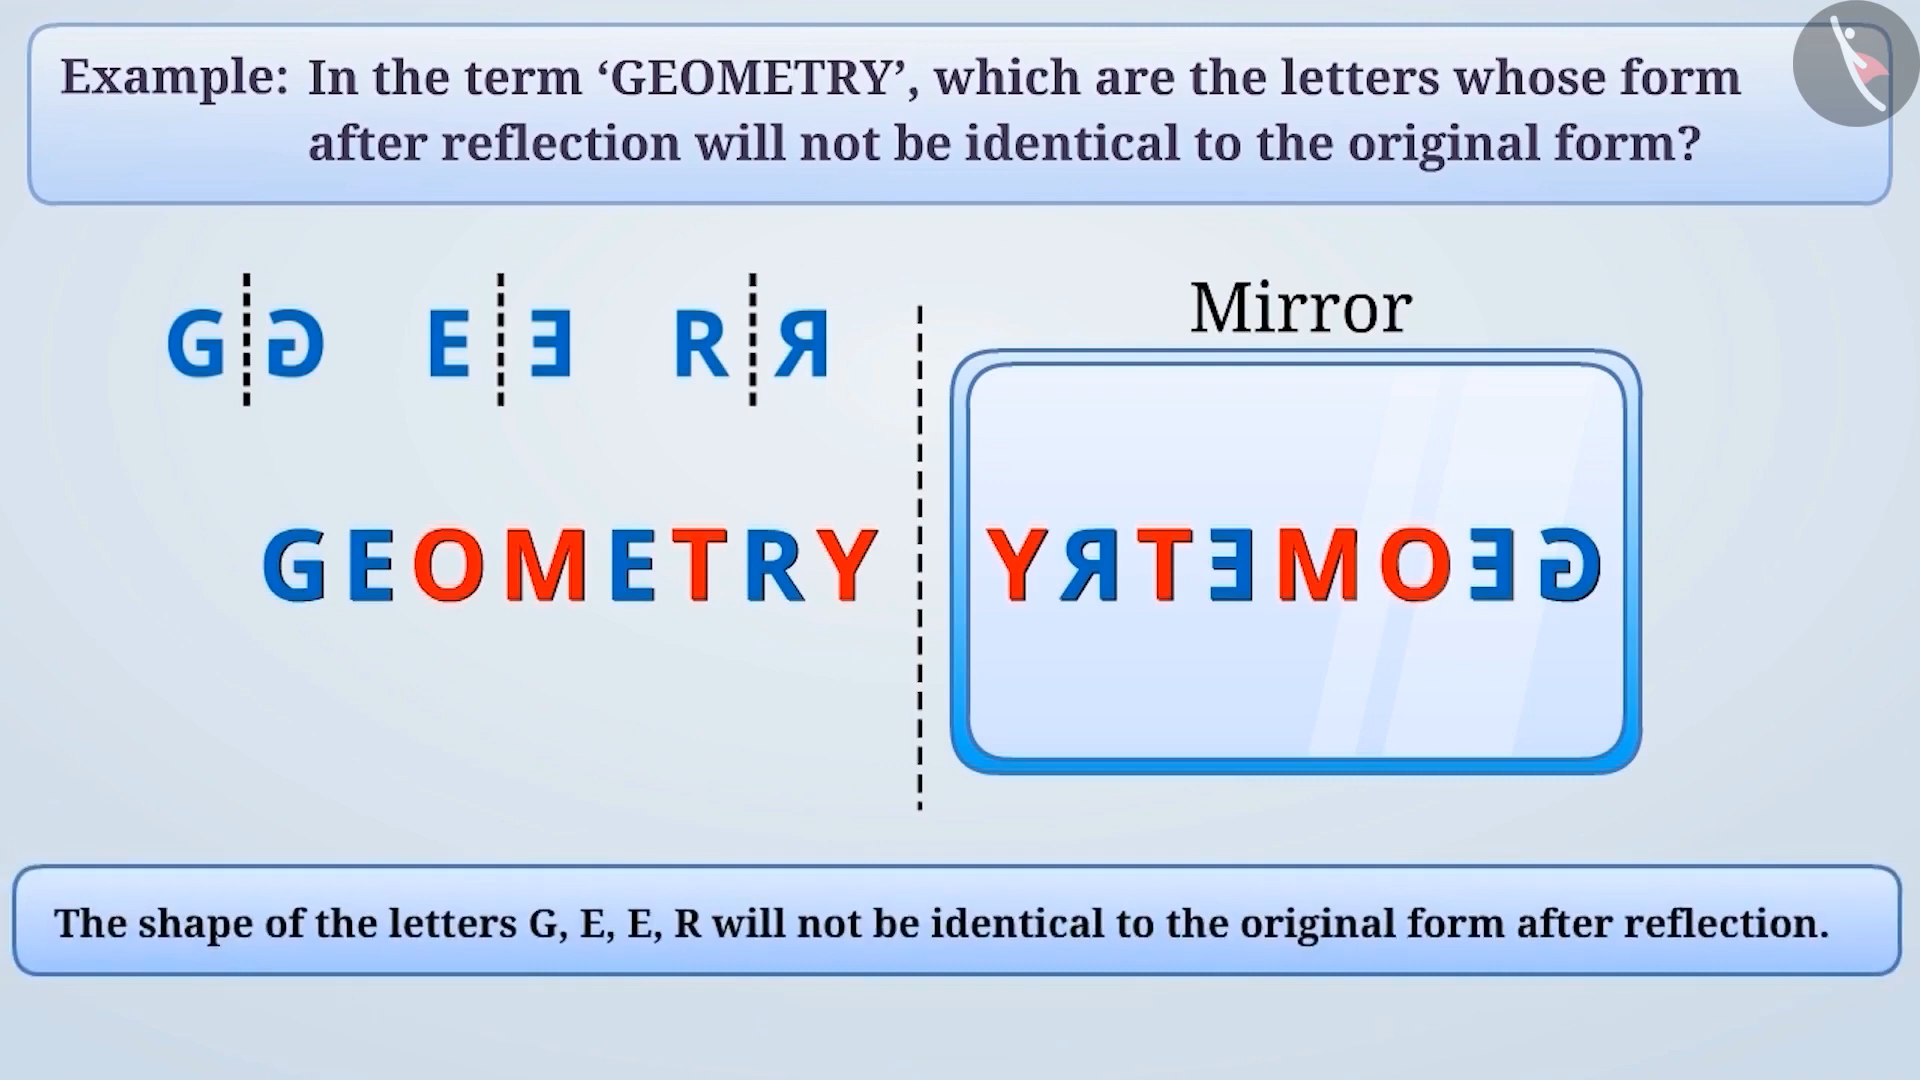 Example: In the term ‘GEOMETRY’, which are the letters whose form
after reflection will not be identical to the original form?
G G E E R R
Mirror
GEOMETRY YRTEMOEG
The shape of the letters G, E, E, R will not be identical to the original form after reflection.